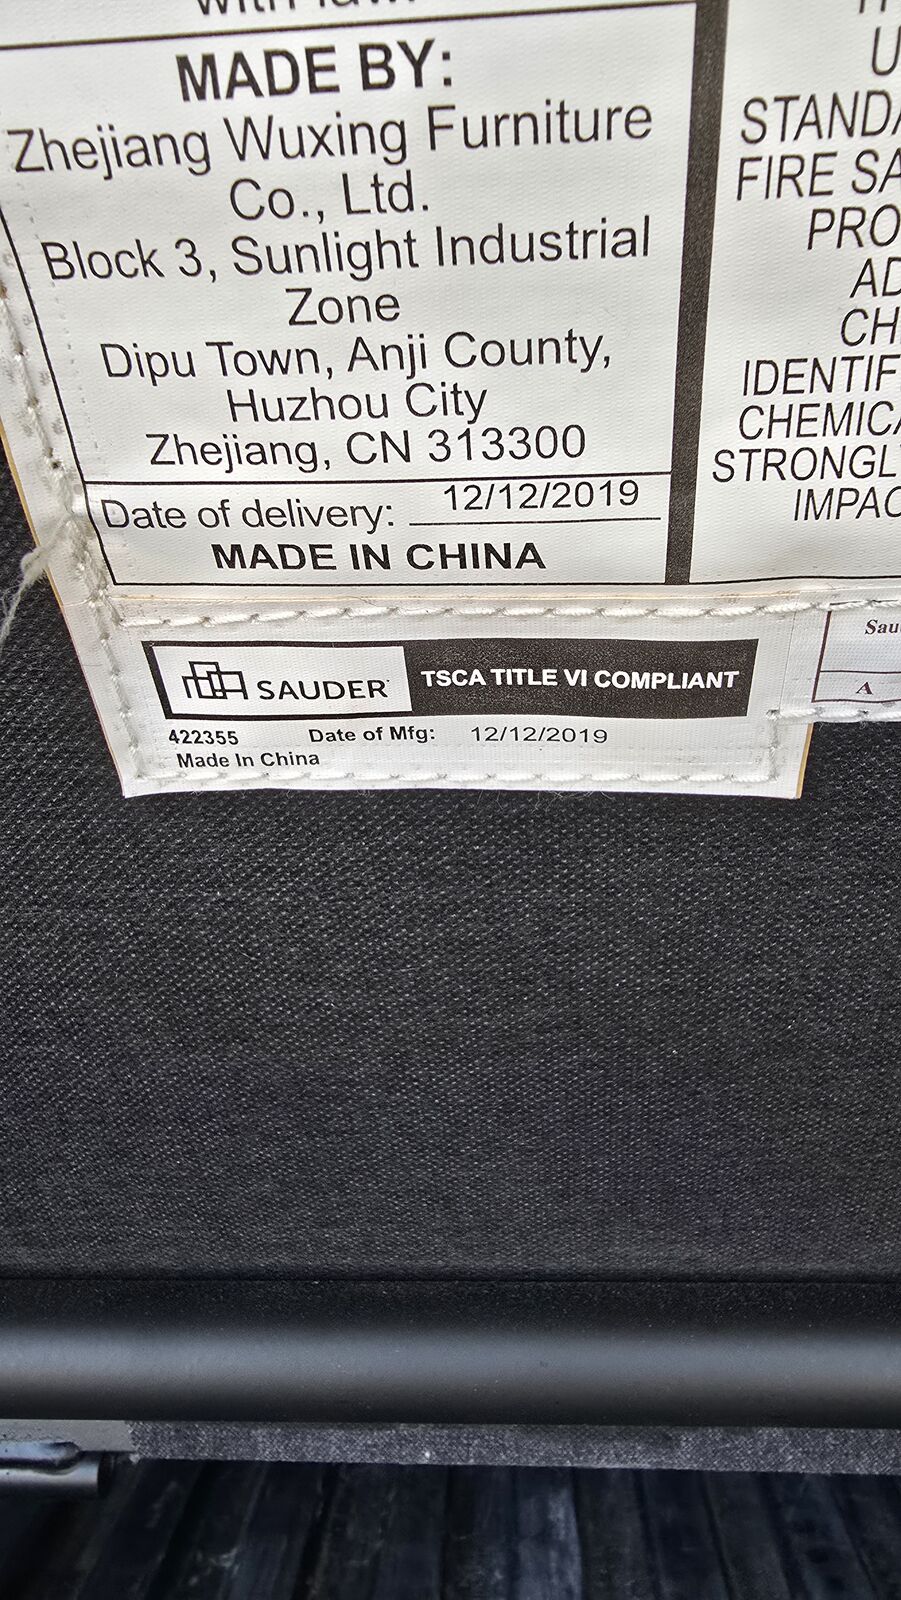 MADE BY:
Zhejiang Wuxing Furniture
Co., Ltd.
Block 3, Sunlight Industrial
Zone
Dipu Town, Anji County,
Huzhou City
Zhejiang, CN 313300
Date of delivery: 12/12/2019
MADE IN CHINA
U
STANDA
FIRE SA
PRO
AD
CH
IDENTIF
CHEMICA
STRONGL
IMPAC
SAUDER
TSCA TITLE VI COMPLIANT
422355 Date of Mfg: 12/12/2019
Made In China
Sau
A